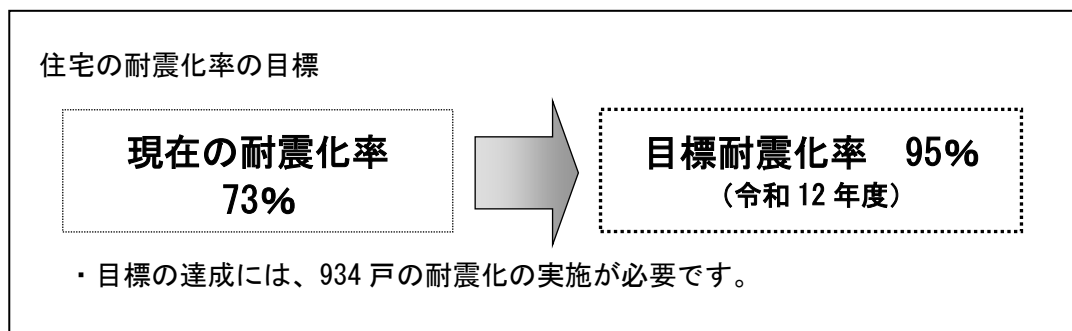 住宅の耐震化率の目標
現在の耐震化率
73%
目標耐震化率　95%
（令和 12 年度）
・目標の達成には、934 戸の耐震化の実施が必要です。